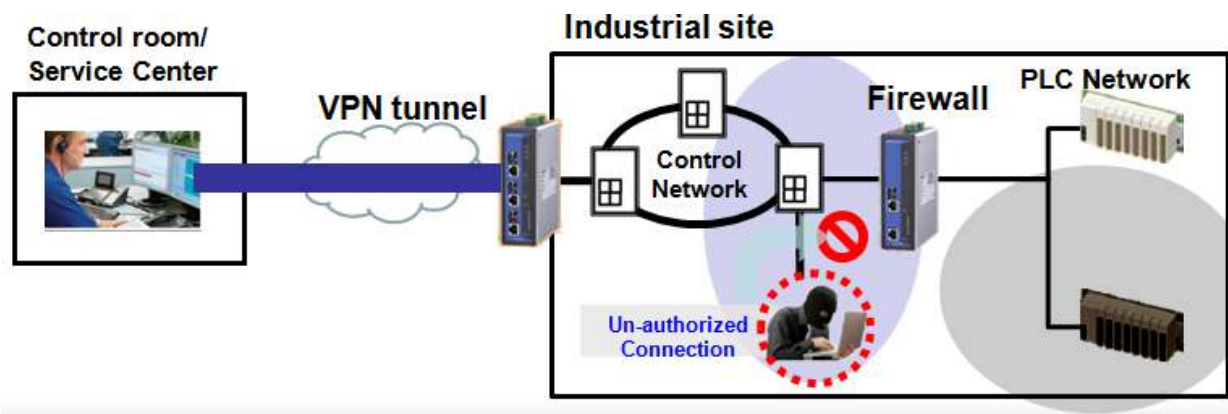 Industrial site
Control room/
Service Center
VPN tunnel
Firewall
PLC Network
Control
Network
Un-authorized
Connection